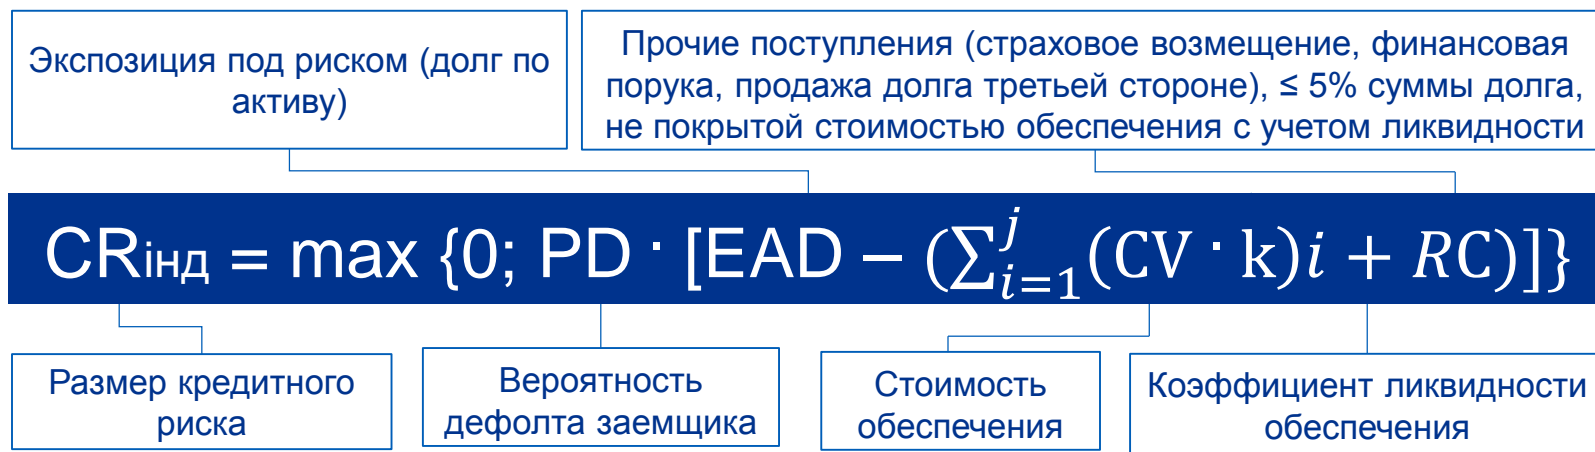 Экспозиция под риском (долг по
активу)
Прочие поступления (страховое возмещение, финансовая
порука, продажа долга третьей стороне), ≤ 5% суммы долга,
не покрытой стоимостью обеспечения с учетом ликвидности
CRінд = max {0; PD · [EAD – (∑ᵢ₌₁ʲ(CV · k)i + RC)]}
Размер кредитного
риска
Вероятность
дефолта заемщика
Стоимость
обеспечения
Коэффициент ликвидности
обеспечения